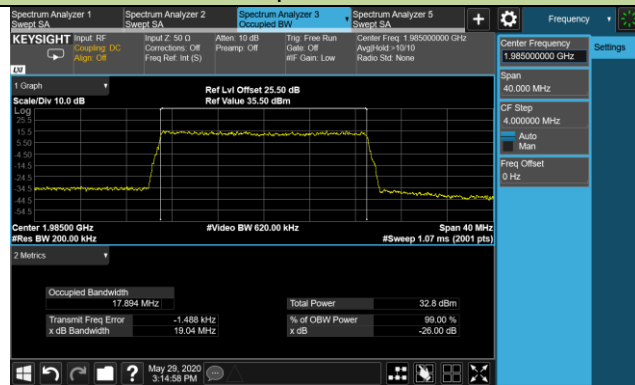 Spectrum Analyzer 1 Swept SA
Spectrum Analyzer 2 Swept SA
Spectrum Analyzer 3 Occupied BW
Spectrum Analyzer 5 Swept SA
Frequency
KEYSIGHT
Input: RF
Coupling: DC
Align: Off
Input Z: 50 Ω
Corrections: Off
Freq Ref: Int (S)
Atten: 10 dB
Preamp: Off
Trig: Free Run
Gate: Off
#IF Gain: Low
Center Freq: 1.985000000 GHz
Avg|Hold:>10/10
Radio Std: None
LXI
Center Frequency
1.985000000 GHz
Settings
Span
40.000 MHz
CF Step
4.000000 MHz
Auto
Man
Freq Offset
0 Hz
1 Graph
Scale/Div 10.0 dB
Ref Lvl Offset 25.50 dB
Ref Value 35.50 dBm
Log
25.5
15.5
5.50
-4.50
-14.5
-24.5
-34.5
-44.5
-54.5
Center 1.98500 GHz
#Video BW 620.00 kHz
Span 40 MHz
#Res BW 200.00 kHz
#Sweep 1.07 ms (2001 pts)
2 Metrics
Occupied Bandwidth
17.894 MHz
Total Power 32.8 dBm
Transmit Freq Error -1.488 kHz
% of OBW Power 99.00 %
x dB Bandwidth 19.04 MHz
x dB -26.00 dB
May 29, 2020
3:14:58 PM